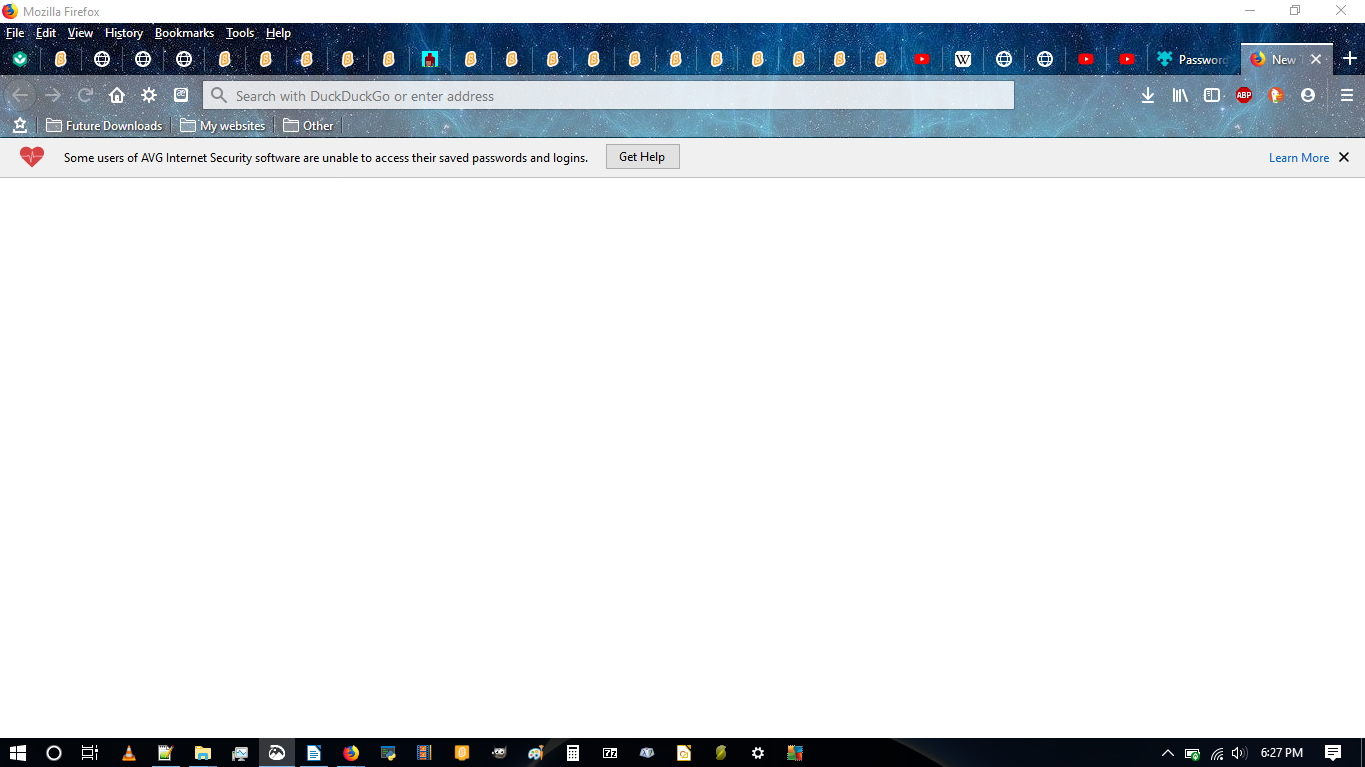 Mozilla Firefox
File Edit View History Bookmarks Tools Help
W Password New
Search with DuckDuckGo or enter address ABP
Future Downloads My websites Other
Some users of AVG Internet Security software are unable to access their saved passwords and logins. Get Help Learn More
6:27 PM